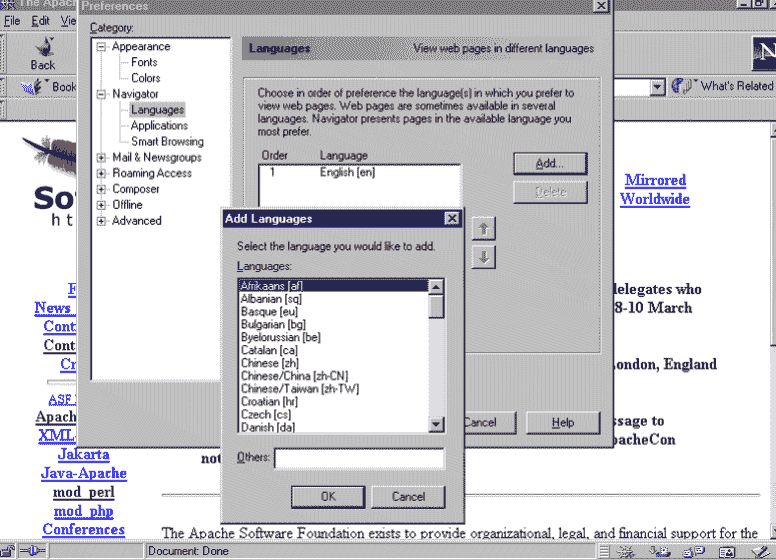 The Apache
Preferences
File Edit Vie
Back
Book
What's Related
N
Category:
Appearance
Fonts
Colors
Navigator
Languages
Applications
Smart Browsing
Mail & Newsgroups
Roaming Access
Composer
Offline
Advanced
Languages
View web pages in different languages
Choose in order of preference the language(s) in which you prefer to
view web pages. Web pages are sometimes available in several
languages. Navigator presents pages in the available language you
most prefer.
Order Language
1 English [en]
Add...
Delete
Cancel
Help
Add Languages
Select the language you would like to add.
Languages:
Afrikaans [af]
Albanian [sq]
Basque [eu]
Bulgarian [bg]
Byelorussian [be]
Catalan [ca]
Chinese [zh]
Chinese/China [zh-CN]
Chinese/Taiwan [zh-TW]
Croatian [hr]
Czech [cs]
Danish [da]
Others:
OK
Cancel
So
h t
Mirrored
Worldwide
News
Cont
Cont
Cr
ASF
Apach
XML
Jakarta
Java-Apache
mod_perl
mod_php
Conferences
delegates who
8-10 March
ondon, England
ssage to
pacheCon
not
The Apache Software Foundation exists to provide organizational, legal, and financial support for the
Document: Done